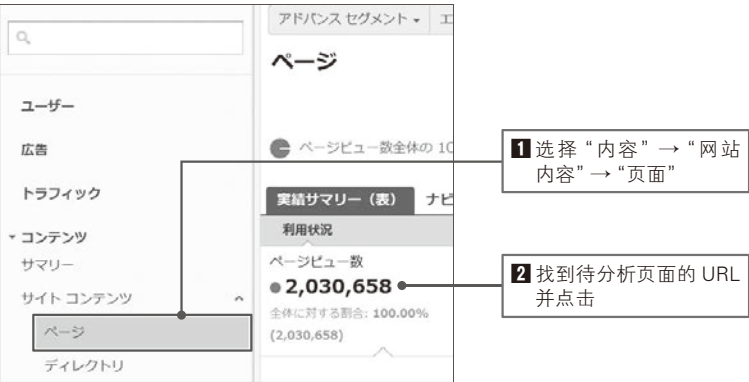 アドバンス セグメント
ページ
ユーザー
広告
ページビュー数全体の 10
トラフィック
実績サマリー（表）
ナビ
利用状況
コンテンツ
サマリー
ページビュー数
2,030,658
サイト コンテンツ
全体に対する割合: 100.00%
(2,030,658)
ページ
ディレクトリ
1 选择“内容”→“网站
内容”→“页面”
2 找到待分析页面的 URL
并点击